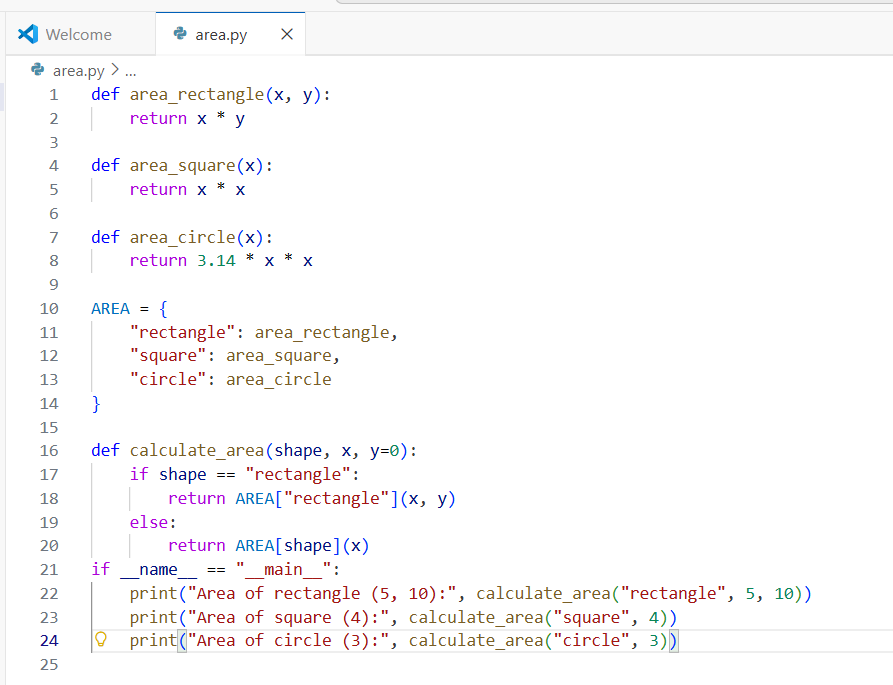 Welcome
area.py
area.py > ...
1 def area_rectangle(x, y):
2     return x * y
3
4 def area_square(x):
5     return x * x
6
7 def area_circle(x):
8     return 3.14 * x * x
9
10 AREA = {
11     "rectangle": area_rectangle,
12     "square": area_square,
13     "circle": area_circle
14 }
15
16 def calculate_area(shape, x, y=0):
17     if shape == "rectangle":
18         return AREA["rectangle"](x, y)
19     else:
20         return AREA[shape](x)
21 if __name__ == "__main__":
22     print("Area of rectangle (5, 10):", calculate_area("rectangle", 5, 10))
23     print("Area of square (4):", calculate_area("square", 4))
24     print("Area of circle (3):", calculate_area("circle", 3))
25